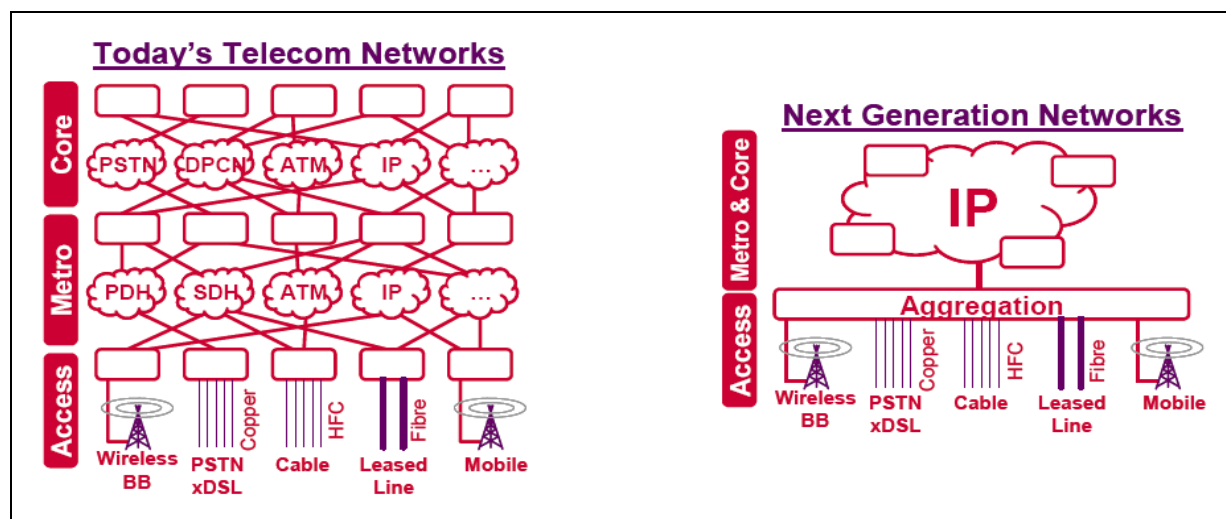 Today's Telecom Networks
Core
PSTN DPCN ATM IP ...
Metro
PDH SDH ATM IP ...
Access
Copper
HFC
Fibre
Wireless BB
PSTN xDSL
Cable
Leased Line
Mobile
Next Generation Networks
Metro & Core
IP
Access
Aggregation
Copper
HFC
Fibre
Wireless BB
PSTN xDSL
Cable
Leased Line
Mobile